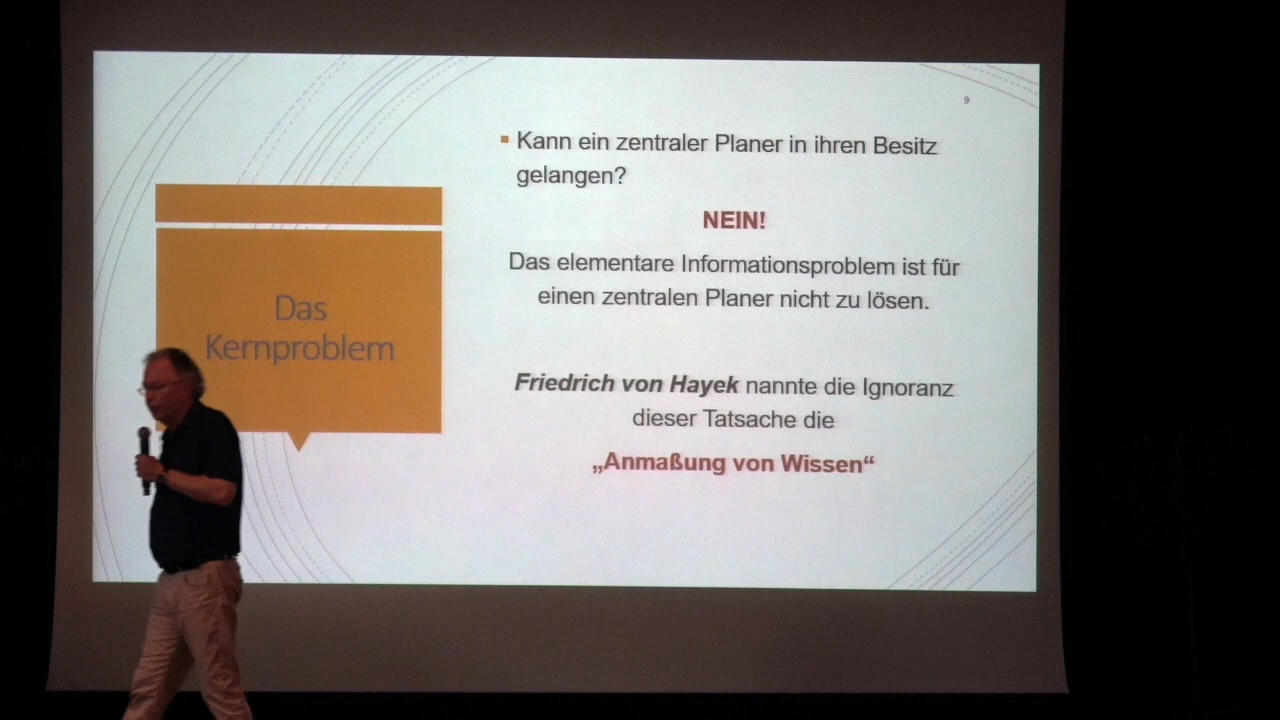 9
Das
Kernproblem
▪ Kann ein zentraler Planer in ihren Besitz
gelangen?
NEIN!
Das elementare Informationsproblem ist für
einen zentralen Planer nicht zu lösen.
Friedrich von Hayek nannte die Ignoranz
dieser Tatsache die
„Anmaßung von Wissen“